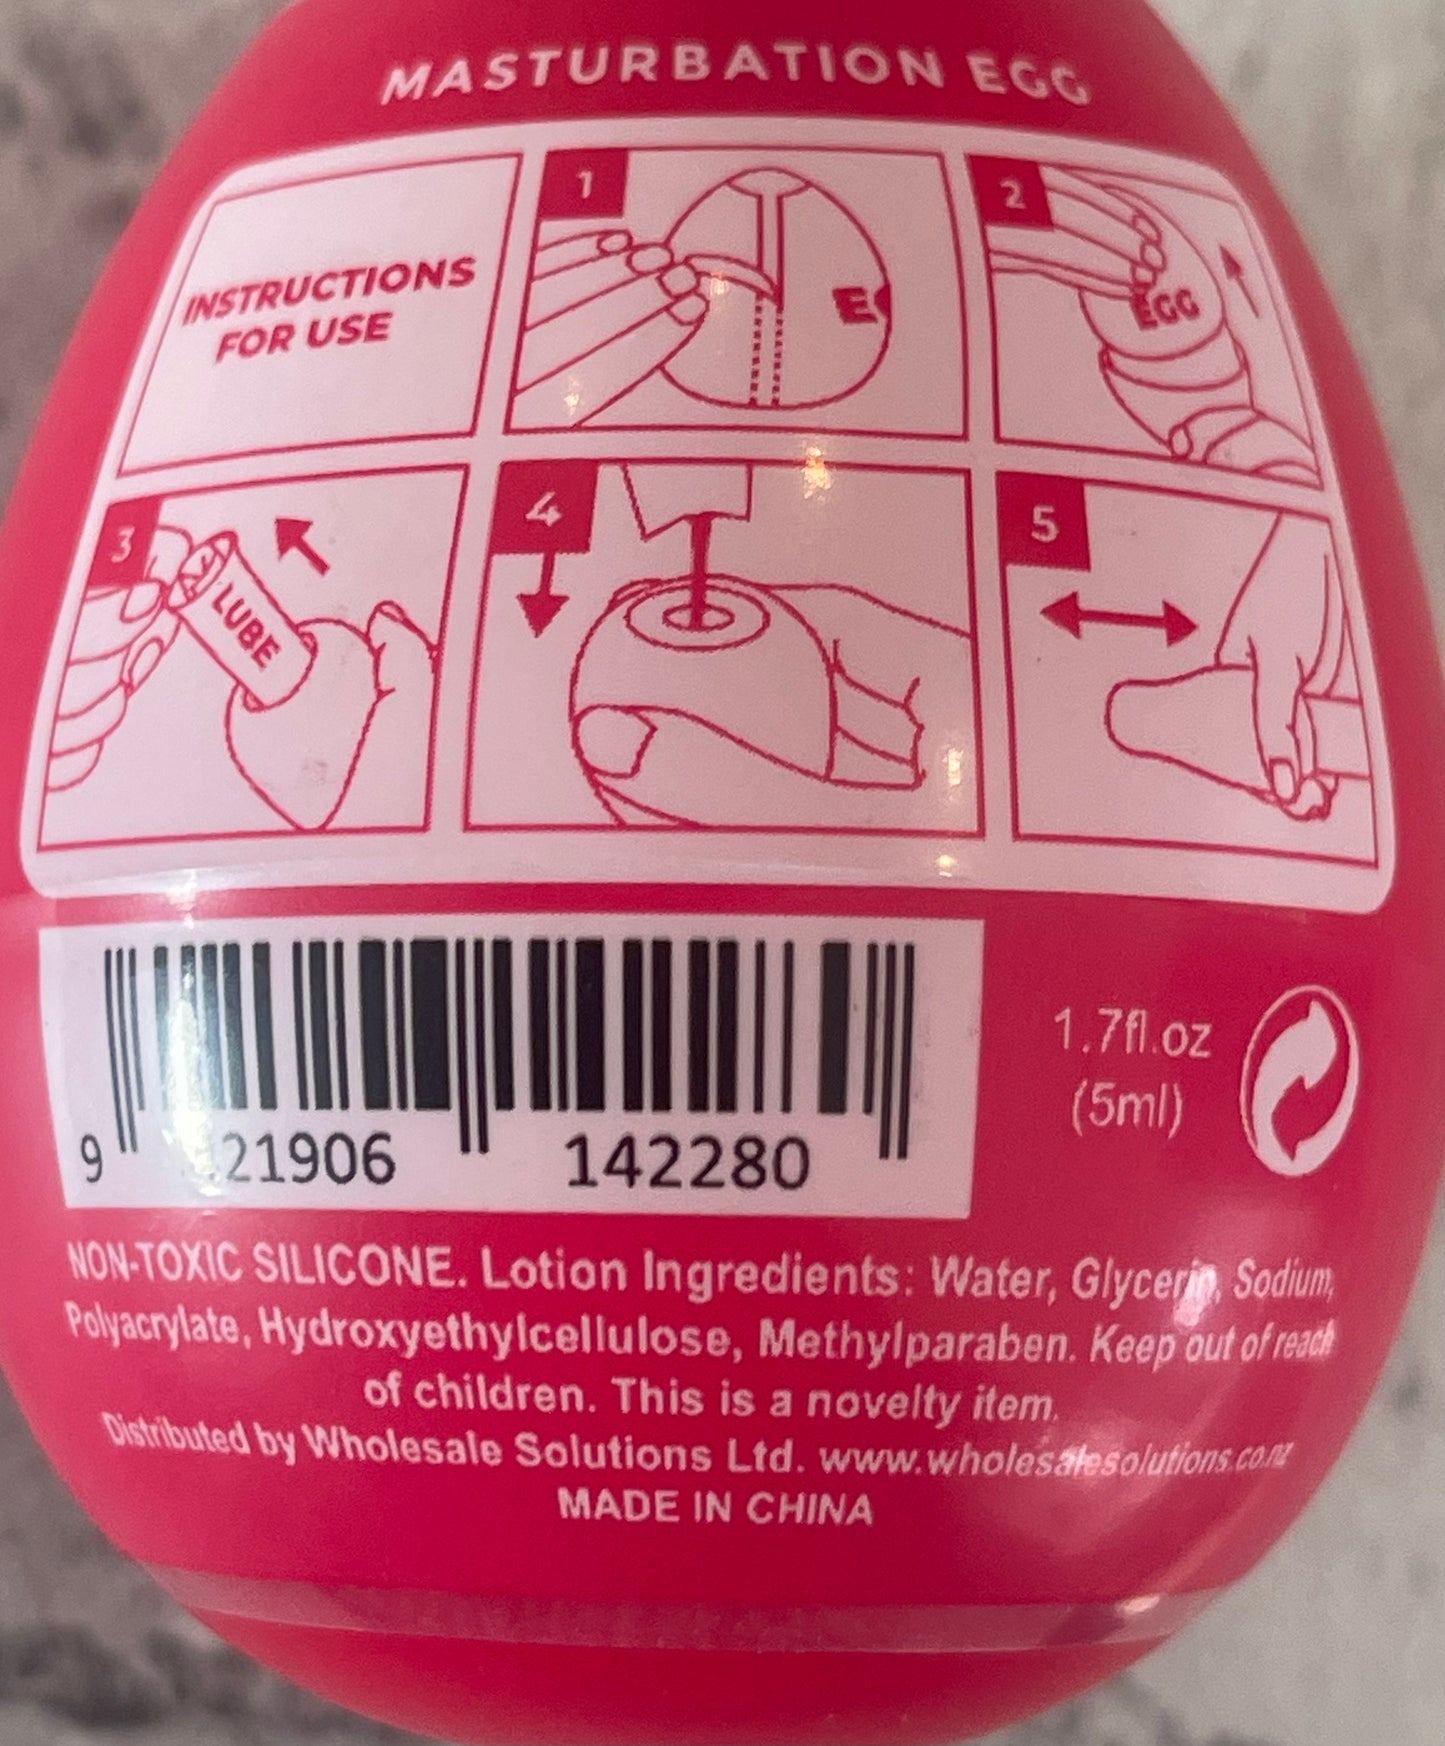 MASTURBATION EGG
INSTRUCTIONS
FOR USE
1
E
2
EGG
3
LUBE
4
5
9 21906 142280
1.7fl.oz
(5ml)
NON-TOXIC SILICONE. Lotion Ingredients: Water, Glycerin, Sodium,
Polyacrylate, Hydroxyethylcellulose, Methylparaben. Keep out of reach
of children. This is a novelty item.
Distributed by Wholesale Solutions Ltd. www.wholesalesolutions.co.nz
MADE IN CHINA